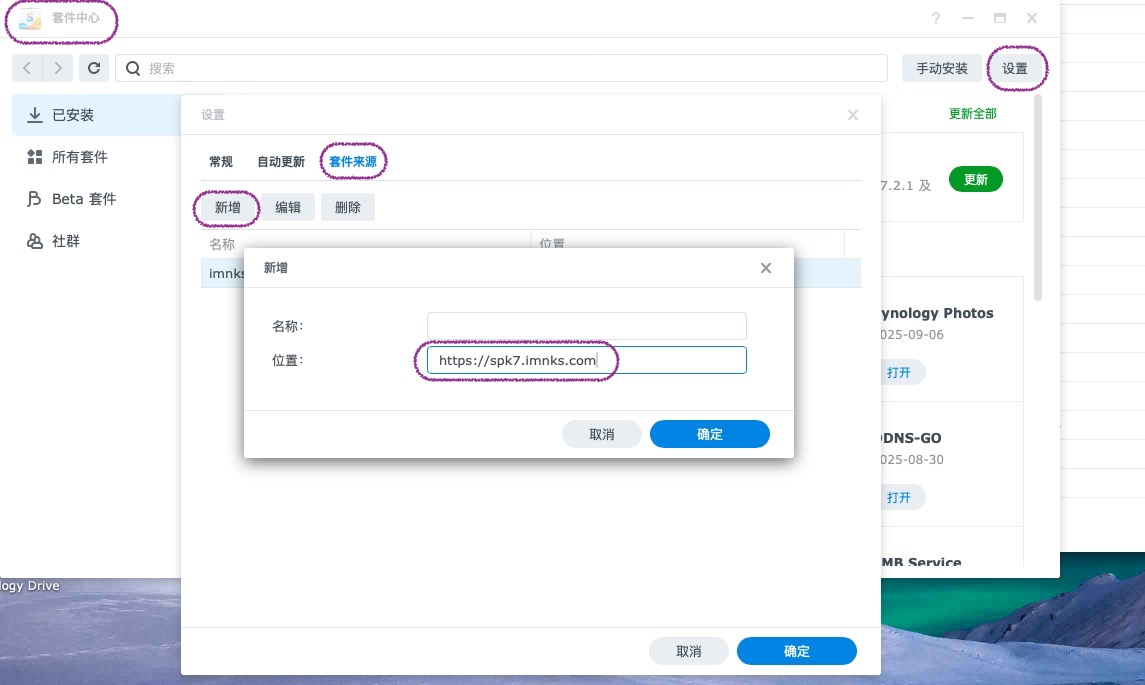 套件中心
搜索
手动安装
设置
已安装
所有套件
Beta 套件
社群
更新全部
7.2.1 及
更新
ynology Photos
025-09-06
打开
DDNS-GO
025-08-30
打开
MB Service
设置
常规 自动更新 套件来源
新增 编辑 删除
名称 位置
imnks
新增
名称:
位置: https://spk7.imnks.com
取消 确定
取消 确定
logy Drive